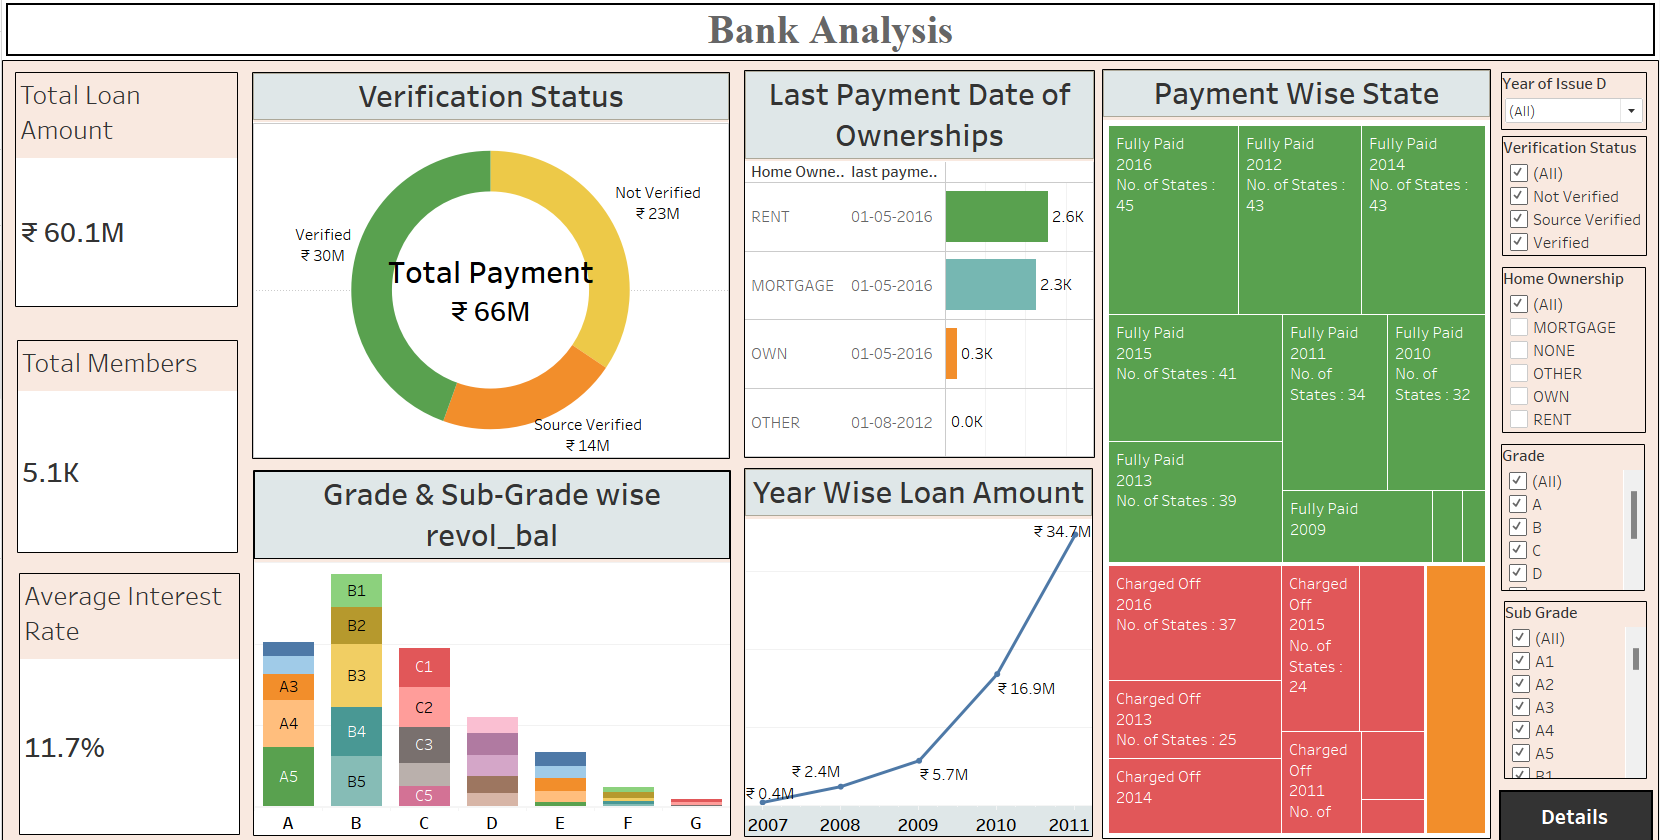 Bank Analysis
Total Loan
Amount
₹ 60.1M
Total Members
5.1K
Average Interest
Rate
11.7%
Verification Status
Not Verified
₹ 23M
Verified
₹ 30M
Total Payment
₹ 66M
Source Verified
₹ 14M
Grade & Sub-Grade wise
revol_bal
B1
B2
B3
B4
B5
A3
A4
A5
C1
C2
C3
C5
A B C D E F G
Last Payment Date of
Ownerships
Home Owne.. last payme..
RENT 01-05-2016 2.6K
MORTGAGE 01-05-2016 2.3K
OWN 01-05-2016 0.3K
OTHER 01-08-2012 0.0K
Year Wise Loan Amount
₹ 34.7M
₹ 16.9M
₹ 5.7M
₹ 2.4M
₹ 0.4M
2007 2008 2009 2010 2011
Payment Wise State
Fully Paid
2016
No. of States :
45
Fully Paid
2012
No. of States :
43
Fully Paid
2014
No. of States :
43
Fully Paid
2015
No. of States : 41
Fully Paid
2011
No. of
States : 34
Fully Paid
2010
No. of
States : 32
Fully Paid
2013
No. of States : 39
Fully Paid
2009
Charged Off
2016
No. of States : 37
Charged
Off
2015
No. of
States :
24
Charged Off
2013
No. of States : 25
Charged Off
2014
Charged
Off
2011
No. of
Year of Issue D
(All)
Verification Status
(All)
Not Verified
Source Verified
Verified
Home Ownership
(All)
MORTGAGE
NONE
OTHER
OWN
RENT
Grade
(All)
A
B
C
D
Sub Grade
(All)
A1
A2
A3
A4
A5
B1
Details